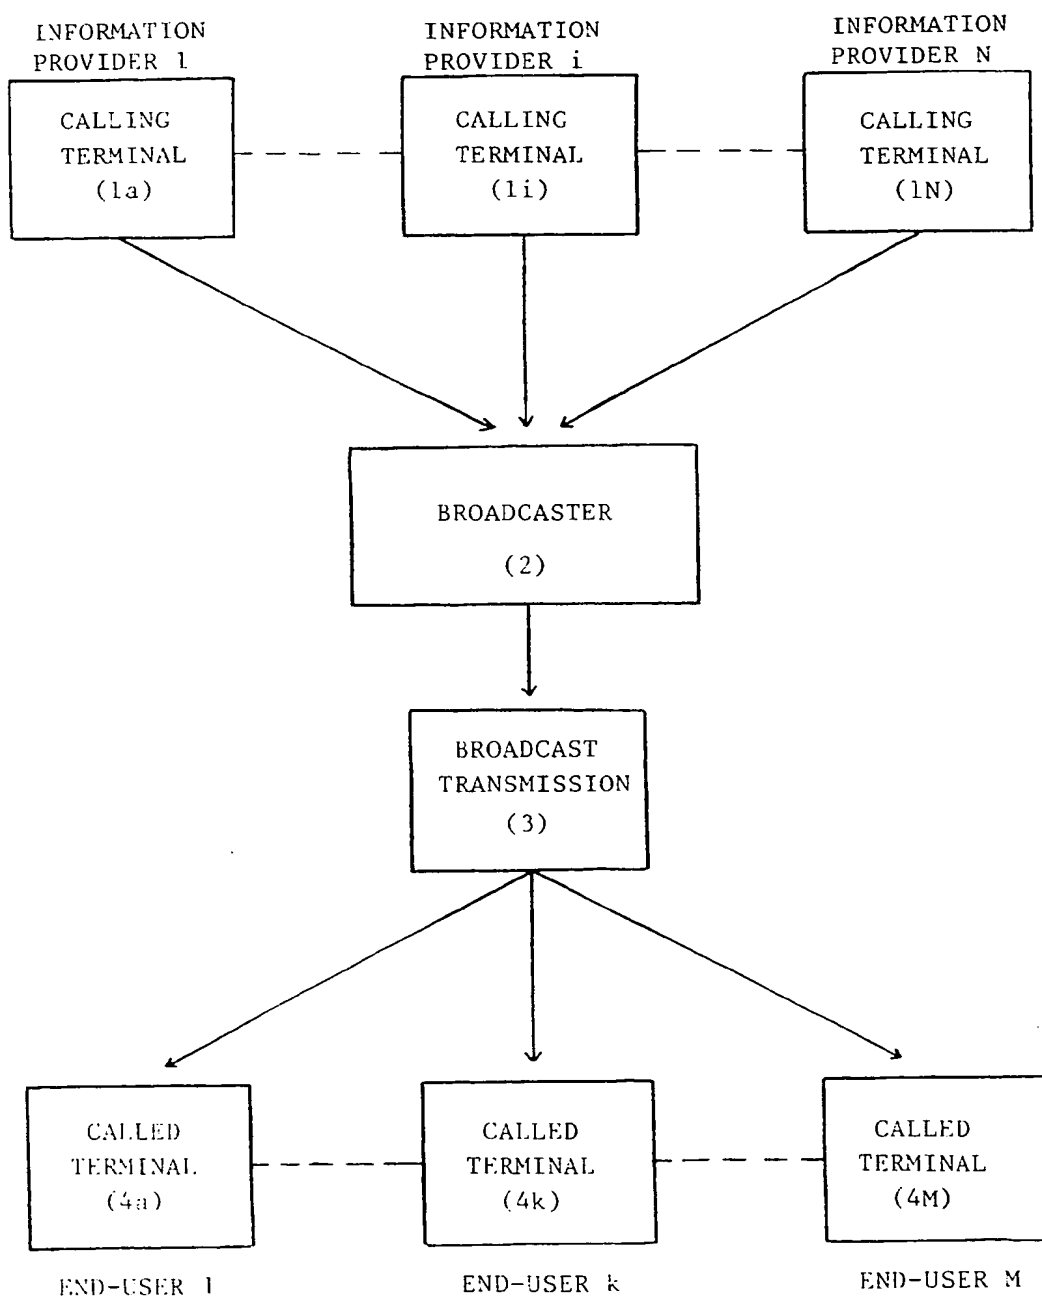 INFORMATION
PROVIDER 1
INFORMATION
PROVIDER i
INFORMATION
PROVIDER N
CALLING
TERMINAL
(1a)
CALLING
TERMINAL
(1i)
CALLING
TERMINAL
(1N)
BROADCASTER
(2)
BROADCAST
TRANSMISSION
(3)
CALLED
TERMINAL
(4a)
CALLED
TERMINAL
(4k)
CALLED
TERMINAL
(4M)
END-USER 1
END-USER k
END-USER M